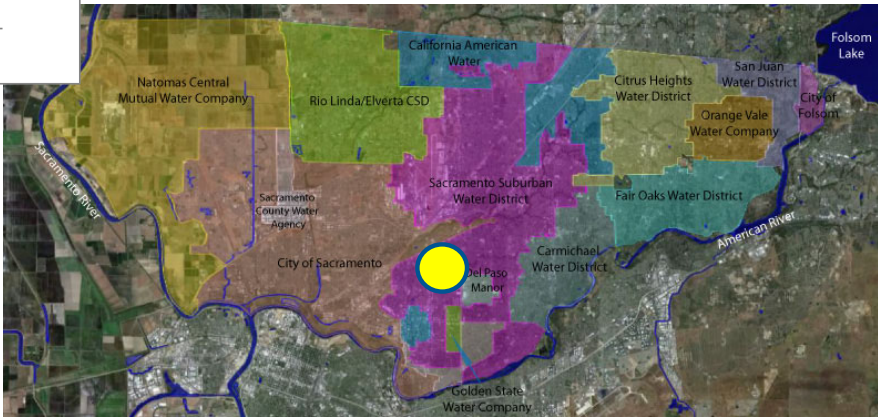 Folsom
Lake
California American
Water
San Juan
Water District
Natomas Central
Mutual Water Company
Citrus Heights
Water District
Rio Linda/Elverta CSD
City of
Folsom
Orange Vale
Water Company
Sacramento River
Sacramento Suburban
Water District
Fair Oaks Water District
Sacramento
County Water
Agency
American River
Carmichael
Water District
City of Sacramento
Del Paso
Manor
Golden State
Water Company